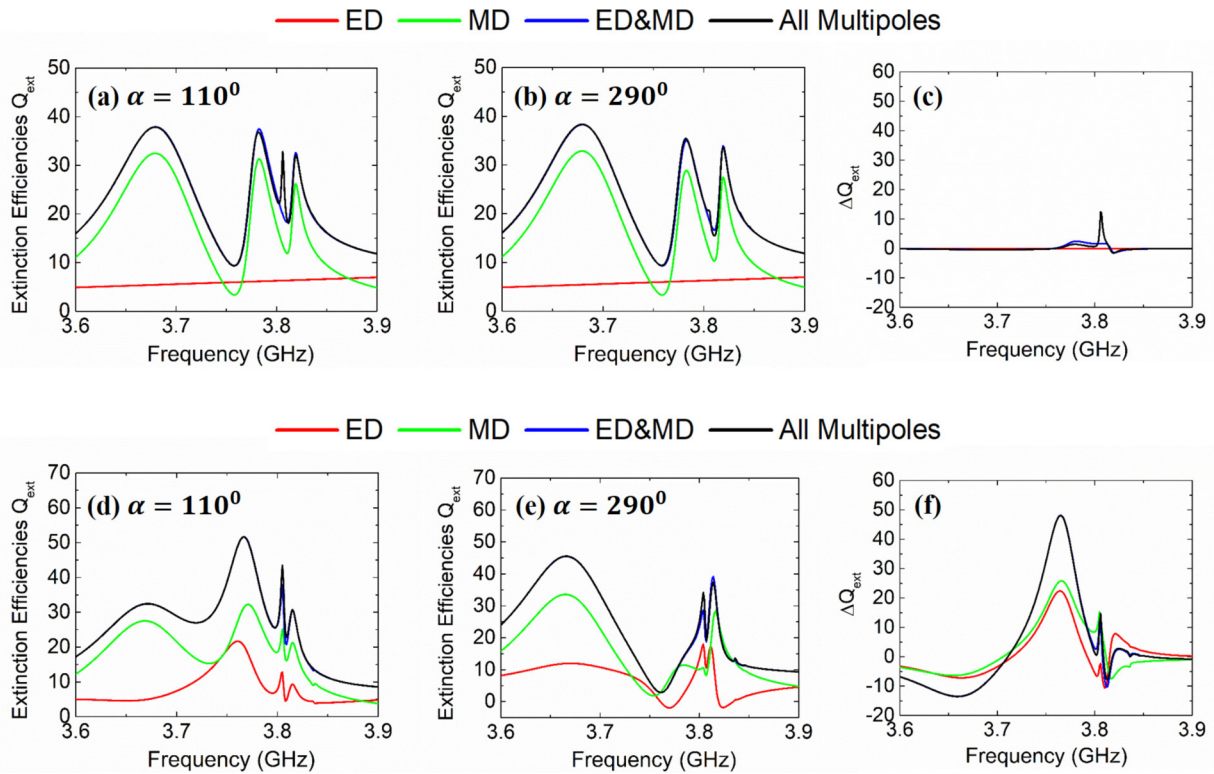 ED MD ED&MD All Multipoles
(a) α = 110⁰
Extinction Efficiencies Q_ext
50
40
30
20
10
0
3.6 3.7 3.8 3.9
Frequency (GHz)
(b) α = 290⁰
Extinction Efficiencies Q_ext
50
40
30
20
10
0
3.6 3.7 3.8 3.9
Frequency (GHz)
(c)
ΔQ_ext
60
50
40
30
20
10
0
-10
-20
3.6 3.7 3.8 3.9
Frequency (GHz)
ED MD ED&MD All Multipoles
(d) α = 110⁰
Extinction Efficiencies Q_ext
70
60
50
40
30
20
10
0
3.6 3.7 3.8 3.9
Frequency (GHz)
(e) α = 290⁰
Extinction Efficiencies Q_ext
70
60
50
40
30
20
10
0
3.6 3.7 3.8 3.9
Frequency (GHz)
(f)
ΔQ_ext
60
50
40
30
20
10
0
-10
-20
3.6 3.7 3.8 3.9
Frequency (GHz)